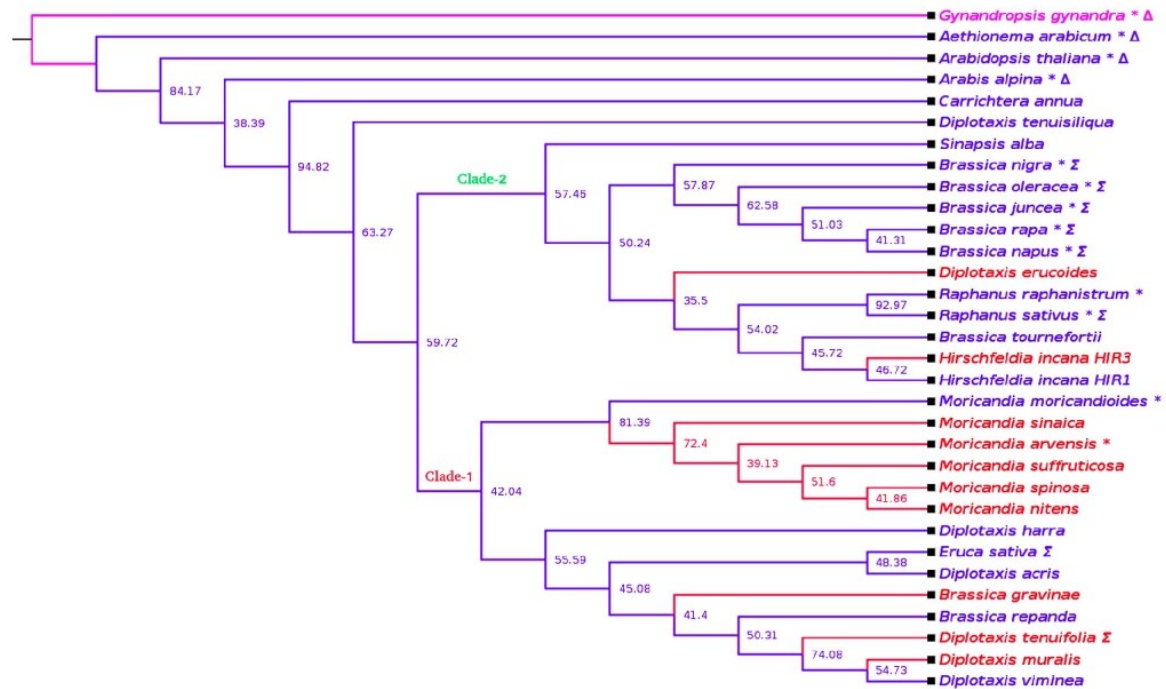 Gynandropsis gynandra * Δ
Aethionema arabicum * Δ
Arabidopsis thaliana * Δ
84.17
Arabis alpina * Δ
38.39
Carrichtera annua
94.82
Diplotaxis tenuisiliqua
63.27
Sinapsis alba
Clade-2
57.46
Brassica nigra * Σ
57.87
Brassica oleracea * Σ
62.58
Brassica juncea * Σ
51.03
Brassica rapa * Σ
41.31
Brassica napus * Σ
50.24
Diplotaxis erucoides
35.5
Raphanus raphanistrum *
92.97
Raphanus sativus * Σ
54.02
Brassica tournefortii
45.72
Hirschfeldia incana HIR3
46.72
Hirschfeldia incana HIR1
59.72
Moricandia moricandioides *
81.39
Moricandia sinaica
72.4
Moricandia arvensis *
39.13
Moricandia suffruticosa
51.6
Moricandia spinosa
41.86
Moricandia nitens
Clade-1
42.04
Diplotaxis harra
55.59
Eruca sativa Σ
48.38
Diplotaxis acris
45.08
Brassica gravinae
41.4
Brassica repanda
50.31
Diplotaxis tenuifolia Σ
74.08
Diplotaxis muralis
54.73
Diplotaxis viminea